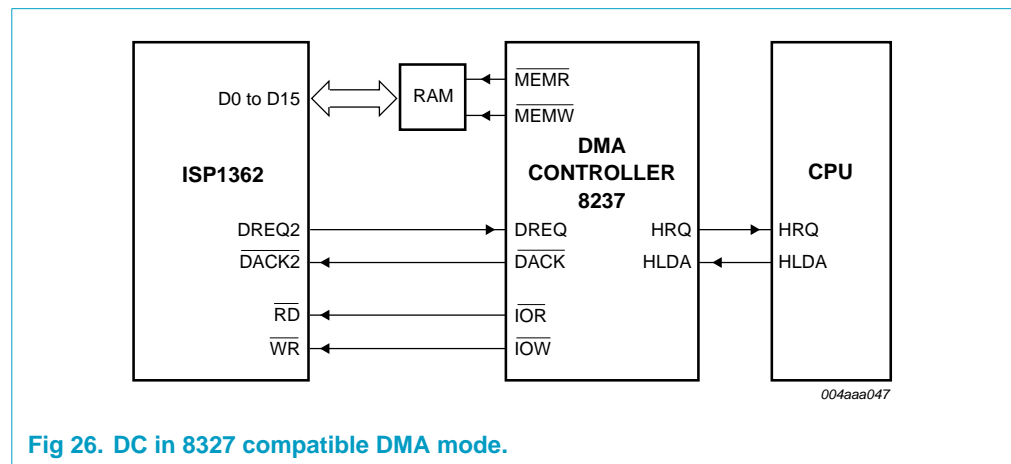 D0 to D15
RAM
MEMR
MEMW
ISP1362
DMA
CONTROLLER
8237
CPU
DREQ2
DREQ
HRQ
HRQ
DACK2
DACK
HLDA
HLDA
RD
IOR
WR
IOW
004aaa047
Fig 26. DC in 8327 compatible DMA mode.